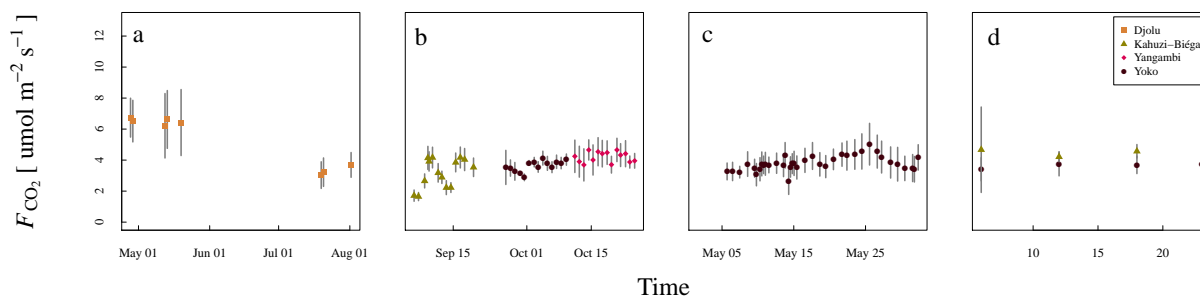 F CO2 [ umol m−2 s−1 ]
0 2 4 6 8 10 12
a
May 01 Jun 01 Jul 01 Aug 01
b
Sep 15 Oct 01 Oct 15
c
May 05 May 15 May 25
d
Djolu
Kahuzi−Biéga
Yangambi
Yoko
10 12 15 20
Time